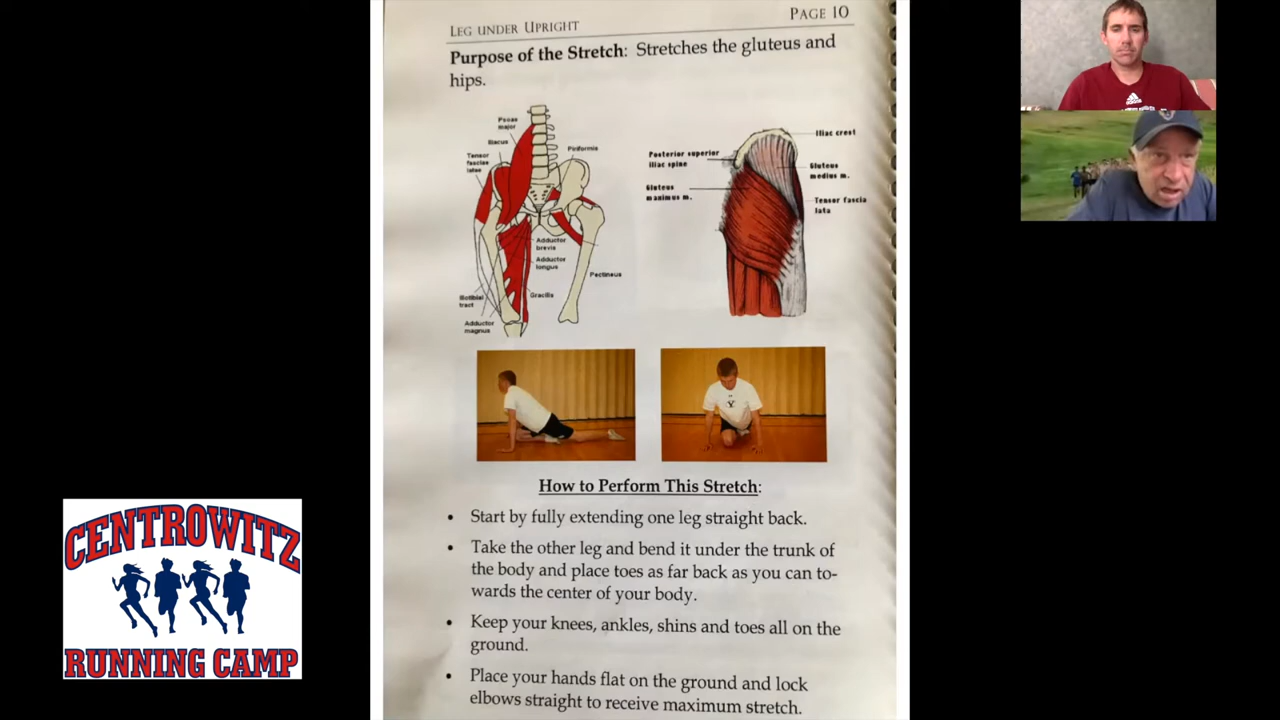 LEG UNDER UPRIGHT
PAGE 10
Purpose of the Stretch: Stretches the gluteus and
hips.
Psoas
major
Iliacus
Tensor
fasciae
latae
Piriformis
Adductor
brevis
Adductor
longus
Pectineus
Gracilis
Iliotibial
tract
Adductor
magnus
Iliac crest
Posterior superior
iliac spine
Gluteus
medius m.
Gluteus
maximus m.
Tensor fascia
lata
Y
How to Perform This Stretch:
• Start by fully extending one leg straight back.
• Take the other leg and bend it under the trunk of
the body and place toes as far back as you can to-
wards the center of your body.
• Keep your knees, ankles, shins and toes all on the
ground.
• Place your hands flat on the ground and lock
elbows straight to receive maximum stretch.
CENTROWITZ
RUNNING CAMP